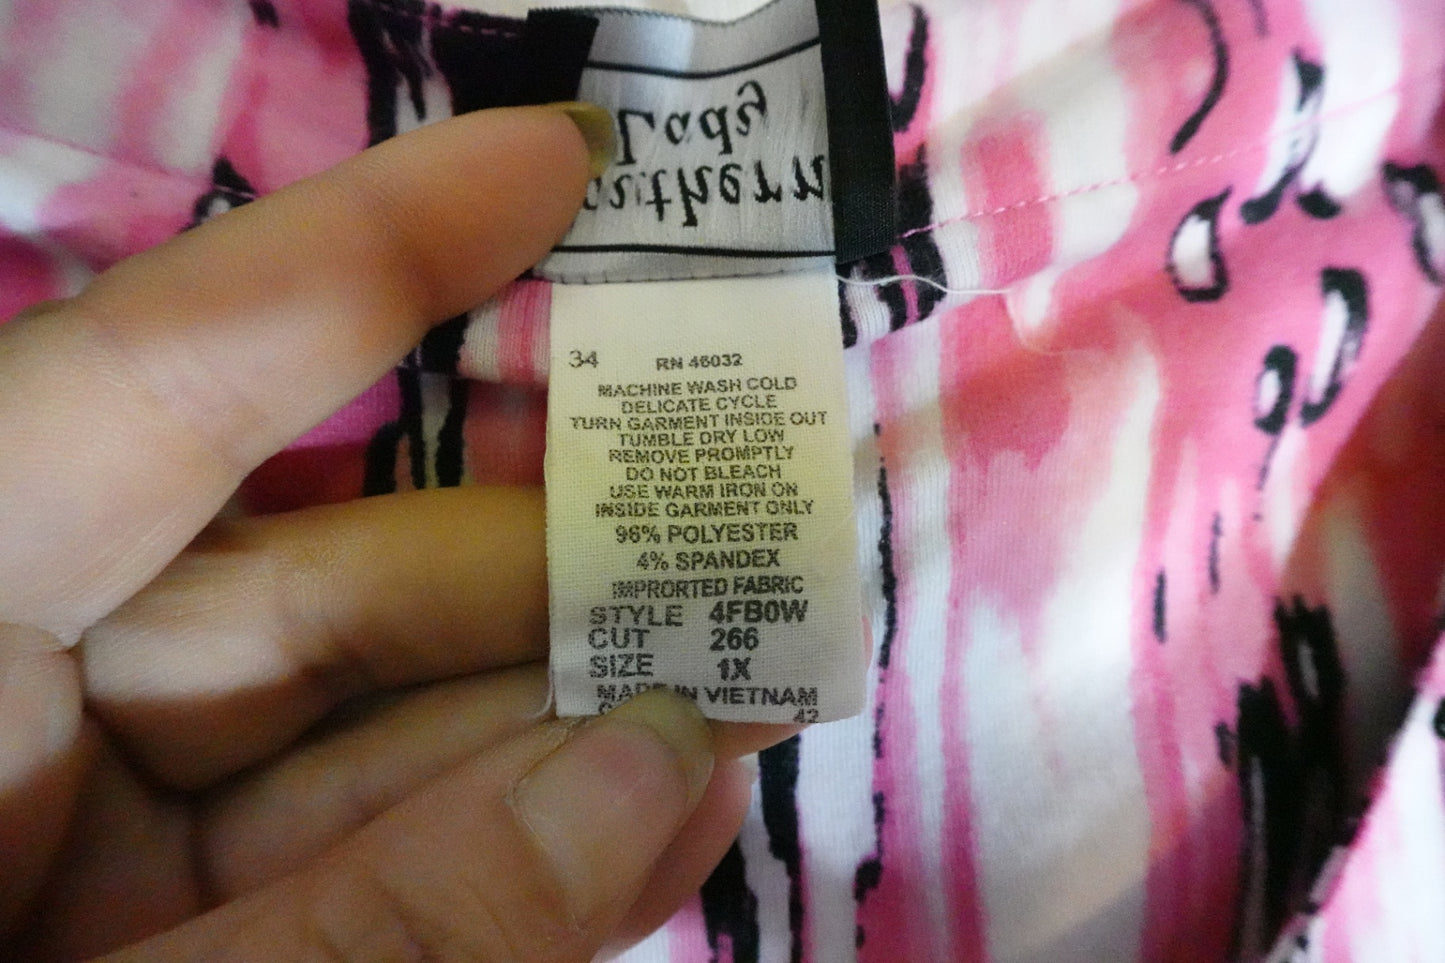 Lady
thern
34 RN 46032
MACHINE WASH COLD
DELICATE CYCLE
TURN GARMENT INSIDE OUT
TUMBLE DRY LOW
REMOVE PROMPTLY
DO NOT BLEACH
USE WARM IRON ON
INSIDE GARMENT ONLY
96% POLYESTER
4% SPANDEX
IMPRORTED FABRIC
STYLE 4FB0W
CUT 266
SIZE 1X
MADE IN VIETNAM
42